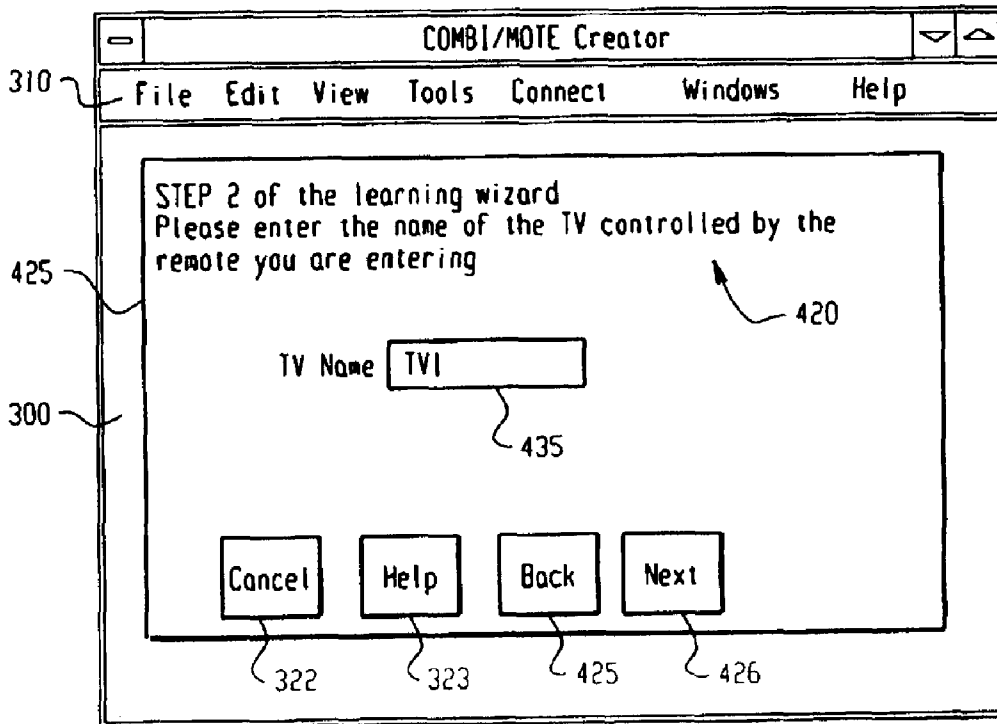 COMBI/MOTE Creator
310
File Edit View Tools Connect Windows Help
STEP 2 of the learning wizard
Please enter the name of the TV controlled by the
remote you are entering
425
420
TV Name TV|
300
435
Cancel Help Back Next
322 323 425 426